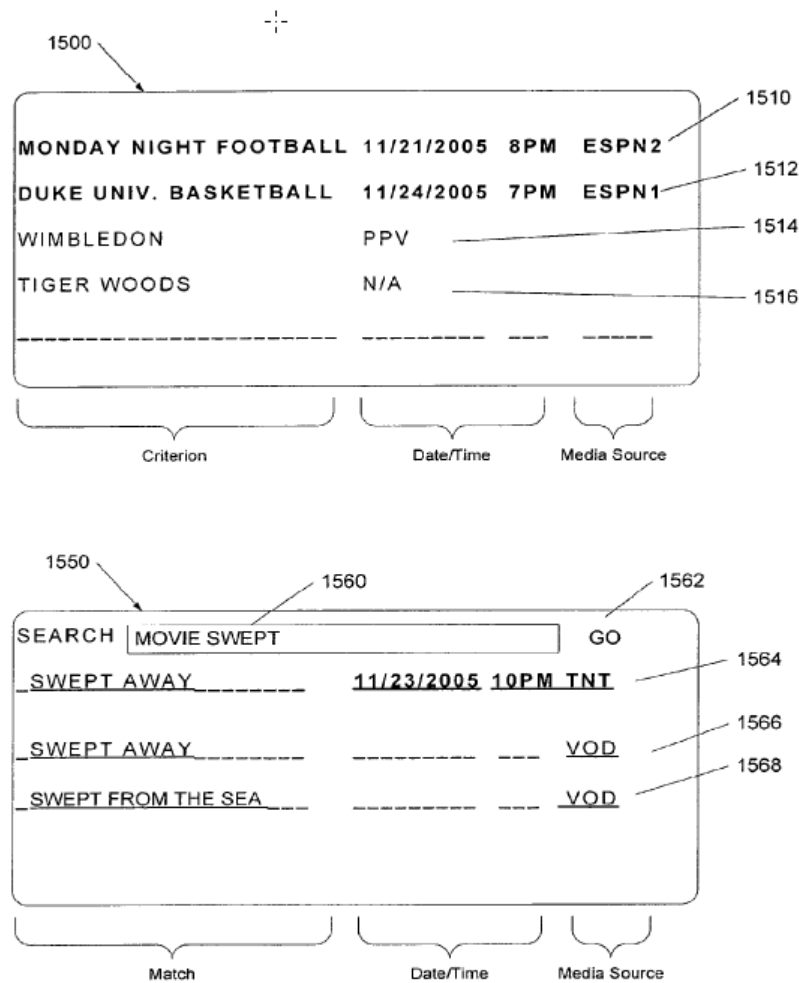 1500
1510
MONDAY NIGHT FOOTBALL 11/21/2005 8PM ESPN2
1512
DUKE UNIV. BASKETBALL 11/24/2005 7PM ESPN1
WIMBLEDON PPV 1514
TIGER WOODS N/A
1516
Criterion Date/Time Media Source
1550
1560 1562
SEARCH MOVIE SWEPT GO
1564
SWEPT AWAY 11/23/2005 10PM TNT
1566
SWEPT AWAY VOD
1568
SWEPT FROM THE SEA VOD
Match Date/Time Media Source